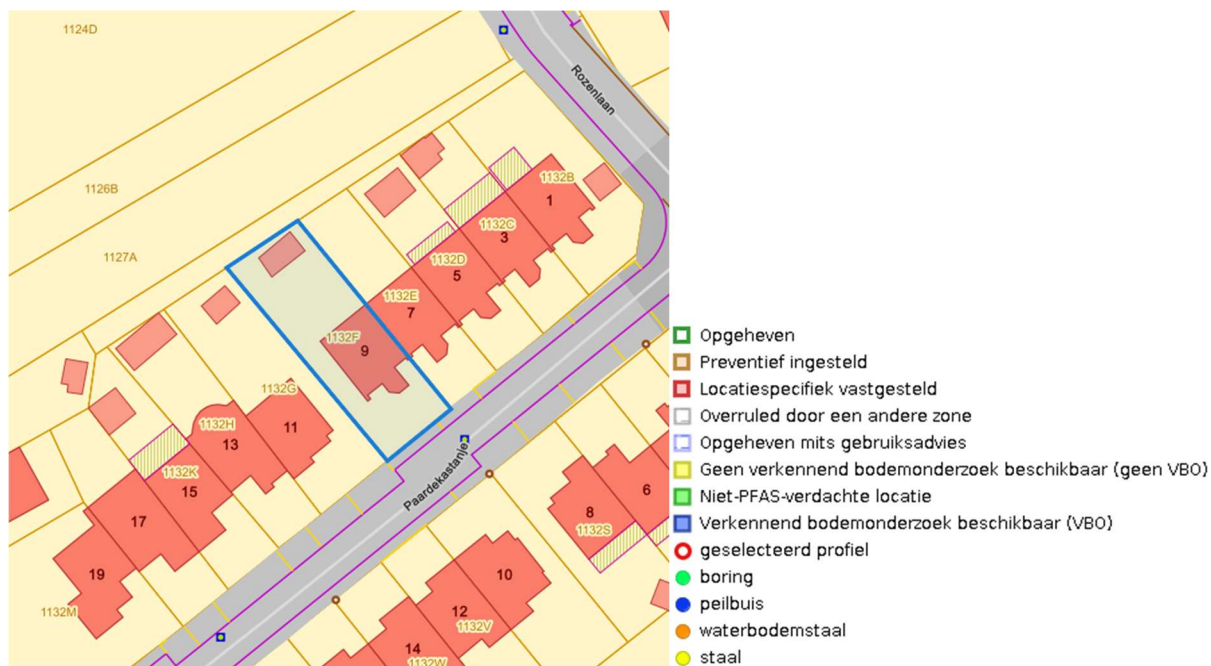 1124D
Rozenlaan
1126B
1132B
1
1132C
3
1127A
1132D
5
1132E
7
1132F
9
1132G
11
1132H
13
1132K
15
17
19
1132M
Paardekastanje
6
8
1132S
10
12
1132V
14
1132W
Opgeheven
Preventief ingesteld
Locatiespecifiek vastgesteld
Overruled door een andere zone
Opgeheven mits gebruiksadvies
Geen verkennend bodemonderzoek beschikbaar (geen VBO)
Niet-PFAS-verdachte locatie
Verkennend bodemonderzoek beschikbaar (VBO)
geselecteerd profiel
boring
peilbuis
waterbodemstaal
staal